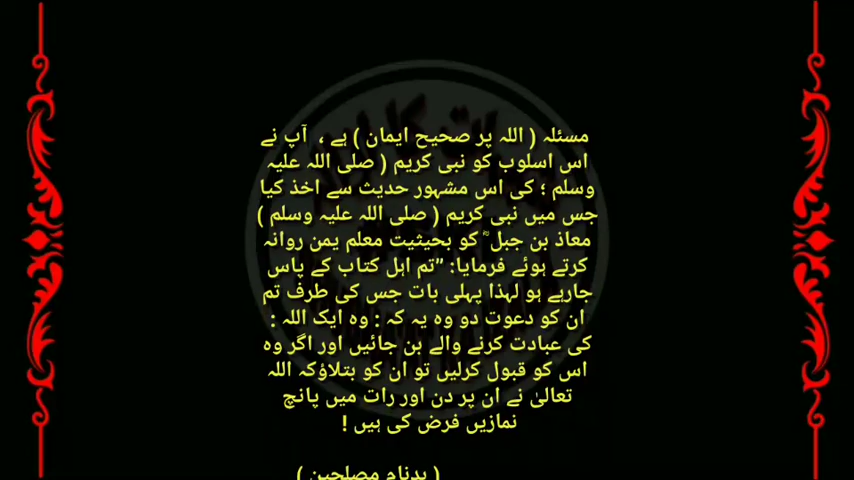 مسئلہ ( اللہ پر صحیح ایمان ) ہے ، آپ نے
اس اسلوب کو نبی کریم ( صلی اللہ علیہ
وسلم ؛ کی اس مشہور حدیث سے اخذ کیا
جس میں نبی کریم ( صلی اللہ علیہ وسلم )
معاذ بن جبلؓ کو بحیثیت معلم یمن روانہ
کرتے ہوئے فرمایا: ”تم اہل کتاب کے پاس
جارہے ہو لہذا پہلی بات جس کی طرف تم
ان کو دعوت دو وہ یہ کہ : وہ ایک اللہ :
کی عبادت کرنے والے بن جائیں اور اگر وہ
اس کو قبول کرلیں تو ان کو بتلاؤکہ اللہ
تعالیٰ نے ان پر دن اور رات میں پانچ
نمازیں فرض کی ہیں !
( بدنام مصلحین )